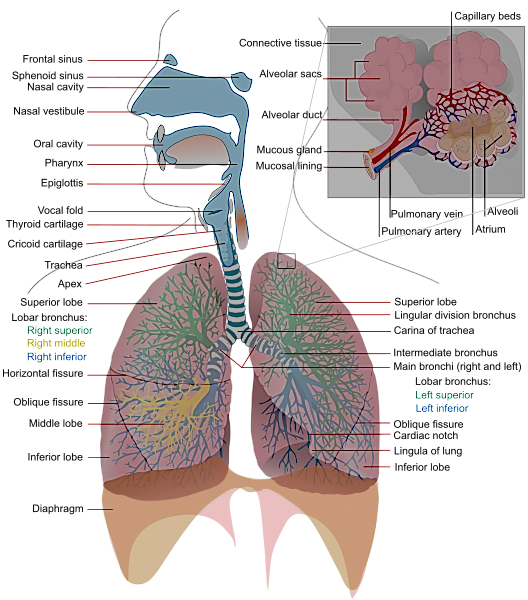 Capillary beds
Connective tissue
Alveolar sacs
Alveolar duct
Mucous gland
Mucosal lining
Pulmonary vein
Pulmonary artery
Alveoli
Atrium
Frontal sinus
Sphenoid sinus
Nasal cavity
Nasal vestibule
Oral cavity
Pharynx
Epiglottis
Vocal fold
Thyroid cartilage
Cricoid cartilage
Trachea
Apex
Superior lobe
Lobar bronchus:
Right superior
Right middle
Right inferior
Horizontal fissure
Oblique fissure
Middle lobe
Inferior lobe
Diaphragm
Superior lobe
Lingular division bronchus
Carina of trachea
Intermediate bronchus
Main bronchi (right and left)
Lobar bronchus:
Left superior
Left inferior
Oblique fissure
Cardiac notch
Lingula of lung
Inferior lobe